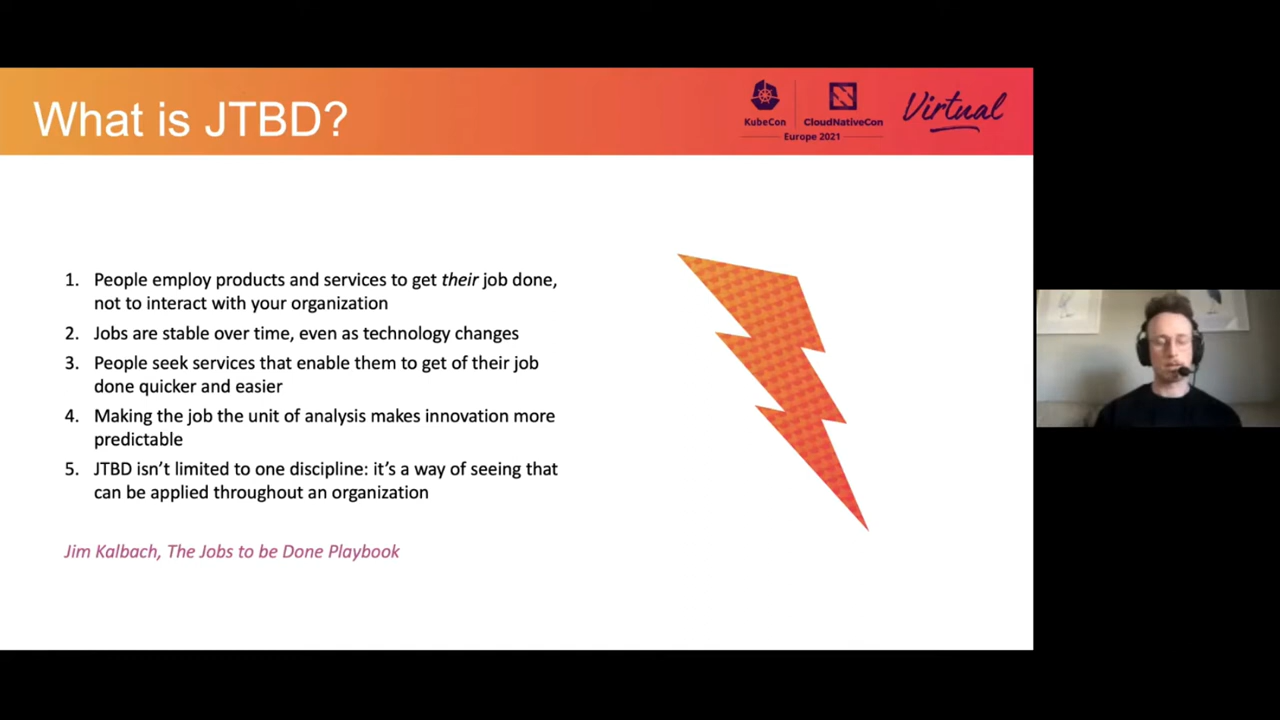 What is JTBD?
KubeCon
CloudNativeCon
Europe 2021
Virtual
1. People employ products and services to get their job done,
not to interact with your organization
2. Jobs are stable over time, even as technology changes
3. People seek services that enable them to get of their job
done quicker and easier
4. Making the job the unit of analysis makes innovation more
predictable
5. JTBD isn’t limited to one discipline: it’s a way of seeing that
can be applied throughout an organization
Jim Kalbach, The Jobs to be Done Playbook